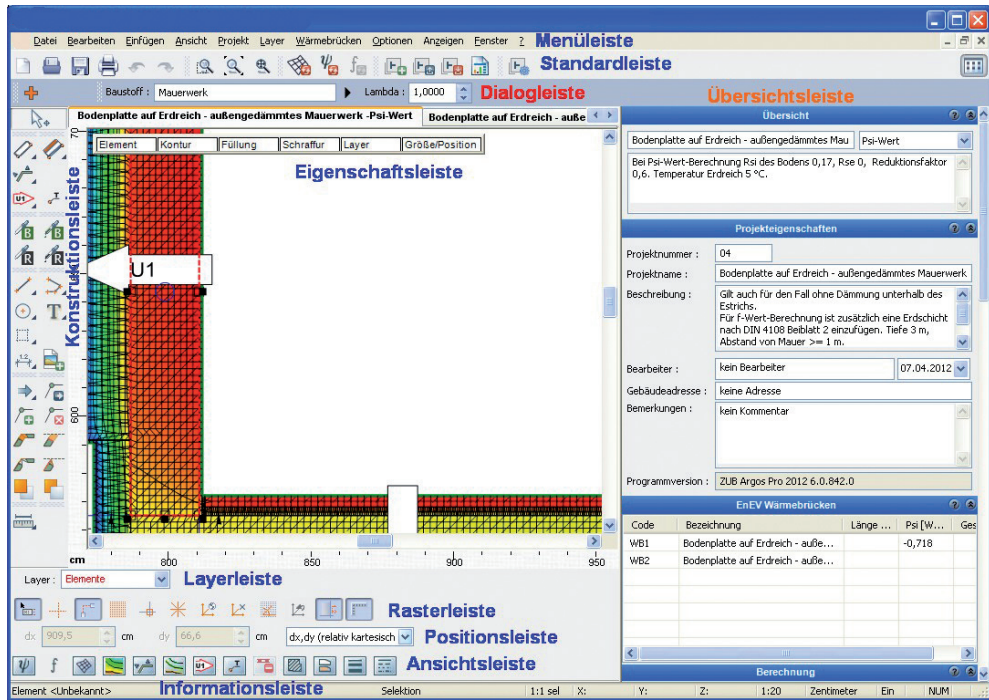 Datei Bearbeiten Einfügen Ansicht Projekt Layer Wärmebrücken Optionen Anzeigen Fenster ? Menüleiste
Standardleiste
Baustoff : Mauerwerk Lambda : 1,0000 Dialogleiste
Übersichtsleiste
Bodenplatte auf Erdreich - außengedämmtes Mauerwerk -Psi-Wert
Bodenplatte auf Erdreich - auße
Element Kontur Füllung Schraffur Layer Größe/Position
Eigenschaftsleiste
Konstruktionsleiste
U1
70
600
cm 800 850 900 950
Übersicht
Bodenplatte auf Erdreich - außengedämmtes Mau Psi-Wert
Bei Psi-Wert-Berechnung Rsi des Bodens 0,17, Rse 0, Reduktionsfaktor
0,6. Temperatur Erdreich 5 °C.
Projekteigenschaften
Projektnummer : 04
Projektname : Bodenplatte auf Erdreich - außengedämmtes Mauerwerk
Beschreibung : Gilt auch für den Fall ohne Dämmung unterhalb des
Estrichs.
Für f-Wert-Berechnung ist zusätzlich eine Erdschicht
nach DIN 4108 Beiblatt 2 einzufügen. Tiefe 3 m,
Abstand von Mauer >= 1 m.
Bearbeiter : kein Bearbeiter 07.04.2012
Gebäudeadresse : keine Adresse
Bemerkungen : kein Kommentar
Programmversion : ZUB Argos Pro 2012 6.0.842.0
EnEV Wärmebrücken
Code Bezeichnung Länge ... Psi [W... Ges
WB1 Bodenplatte auf Erdreich - auße... -0,718
WB2 Bodenplatte auf Erdreich - auße...
Berechnung
Layer : Elemente Layerleiste
Rasterleiste
dx 909,5 cm dy 66,6 cm dx,dy (relativ kartesisch Positionsleiste
Ansichtsleiste
Element <Unbekannt> Informationsleiste Selektion 1:1 sel X: Y: Z: 1:20 Zentimeter Ein NUM